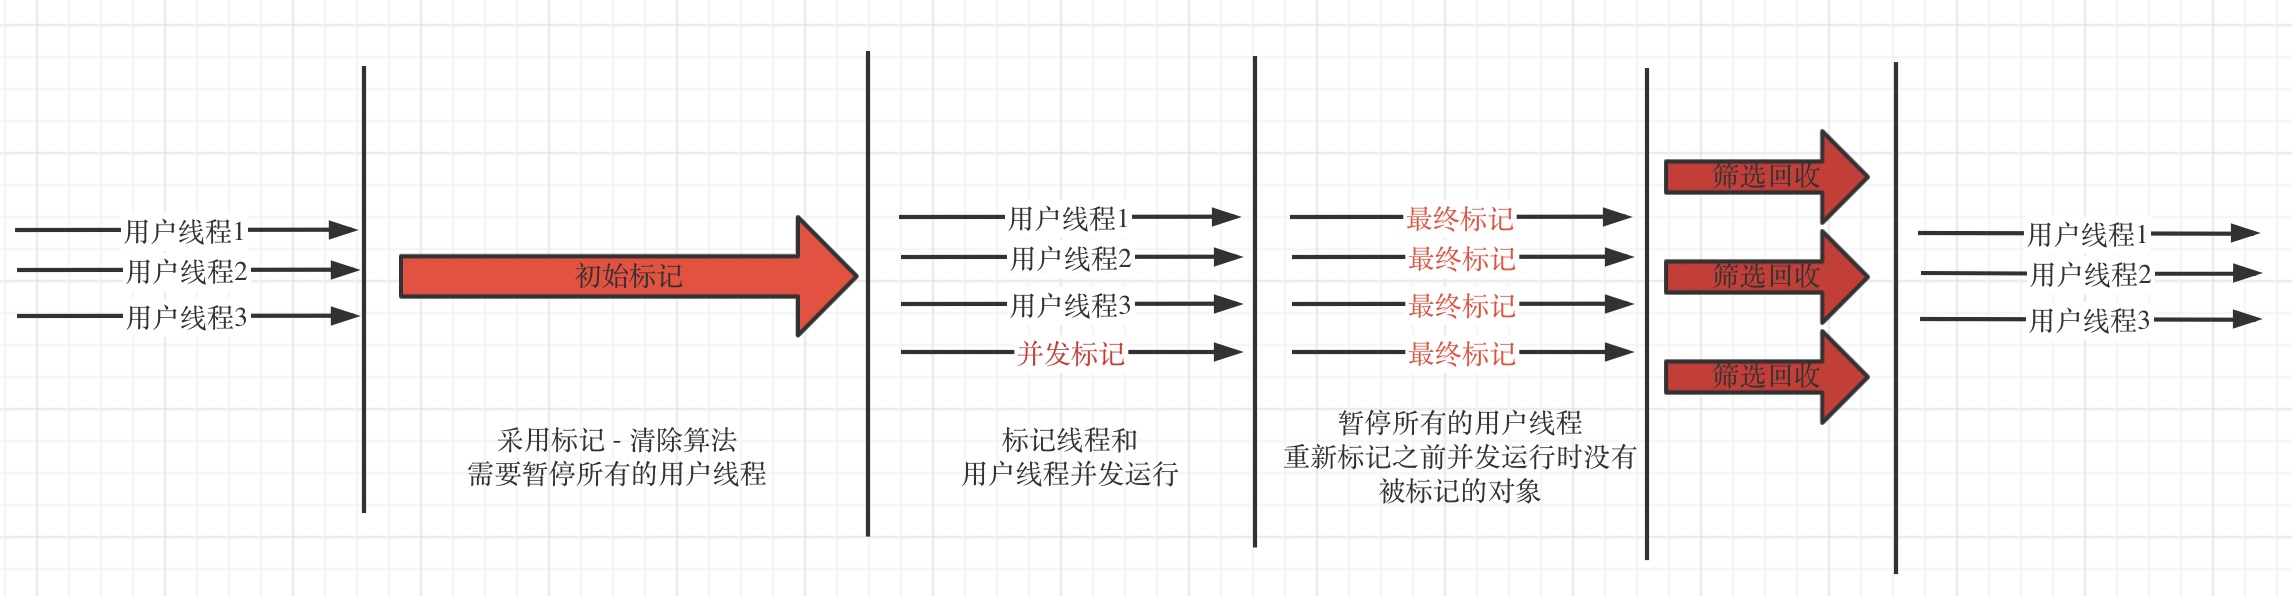 用户线程1
用户线程2
用户线程3
初始标记
采用标记 - 清除算法
需要暂停所有的用户线程
用户线程1
用户线程2
用户线程3
并发标记
标记线程和
用户线程并发运行
最终标记
最终标记
最终标记
最终标记
暂停所有的用户线程
重新标记之前并发运行时没有
被标记的对象
筛选回收
筛选回收
筛选回收
用户线程1
用户线程2
用户线程3